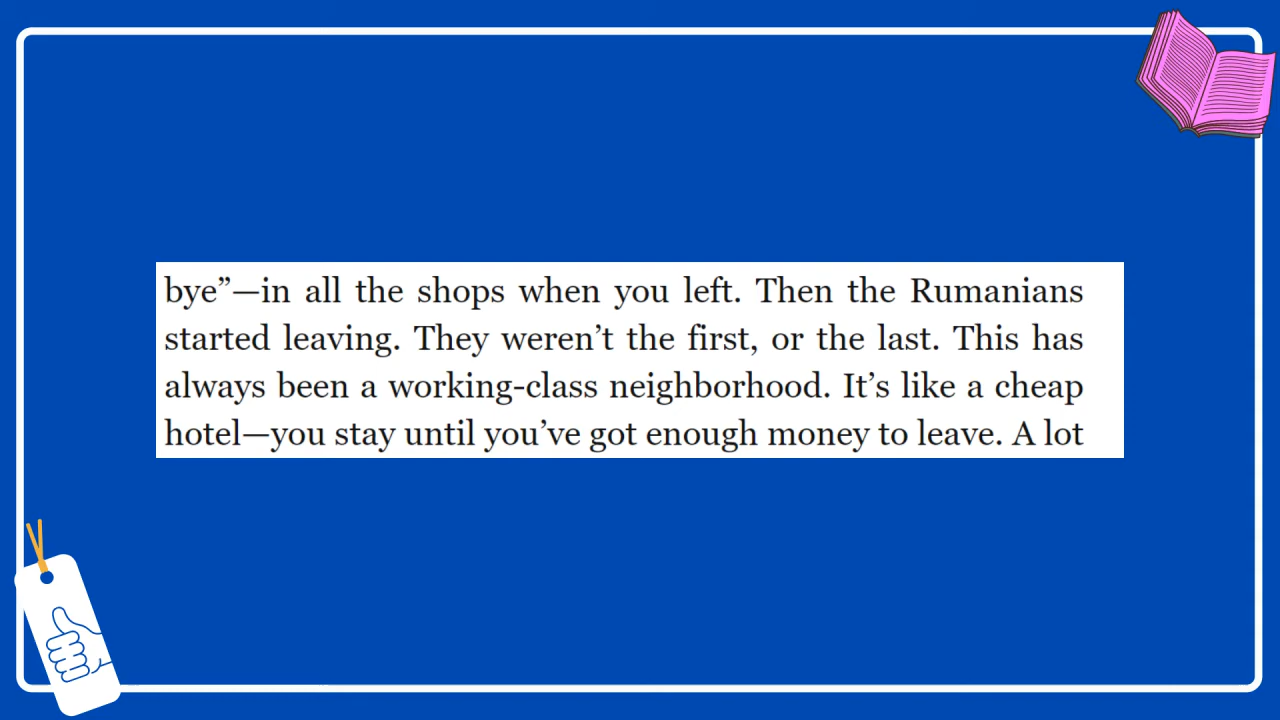 bye”—in all the shops when you left. Then the Rumanians
started leaving. They weren’t the first, or the last. This has
always been a working-class neighborhood. It’s like a cheap
hotel—you stay until you’ve got enough money to leave. A lot